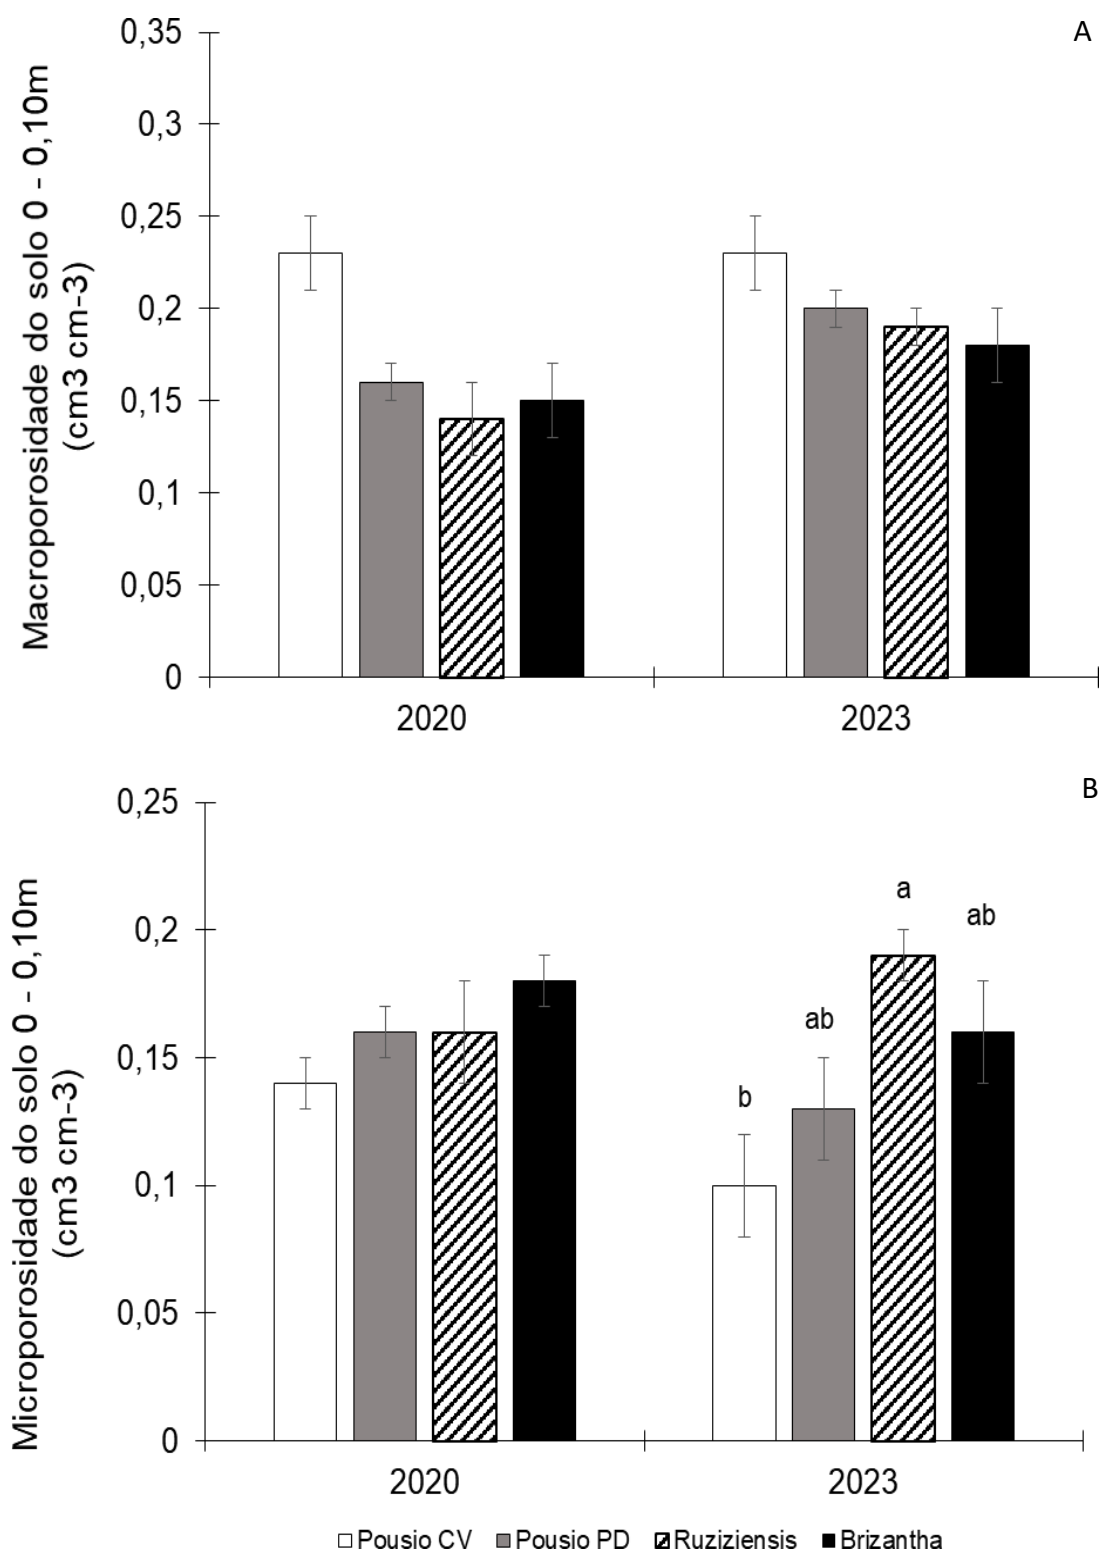 A
Macroporosidade do solo 0 - 0,10m
(cm3 cm-3)
0,35
0,3
0,25
0,2
0,15
0,1
0,05
0
2020 2023
B
Microporosidade do solo 0 - 0,10m
(cm3 cm-3)
0,25
0,2
0,15
0,1
0,05
0
a
ab
ab
b
2020 2023
Pousio CV Pousio PD Ruziziensis Brizantha